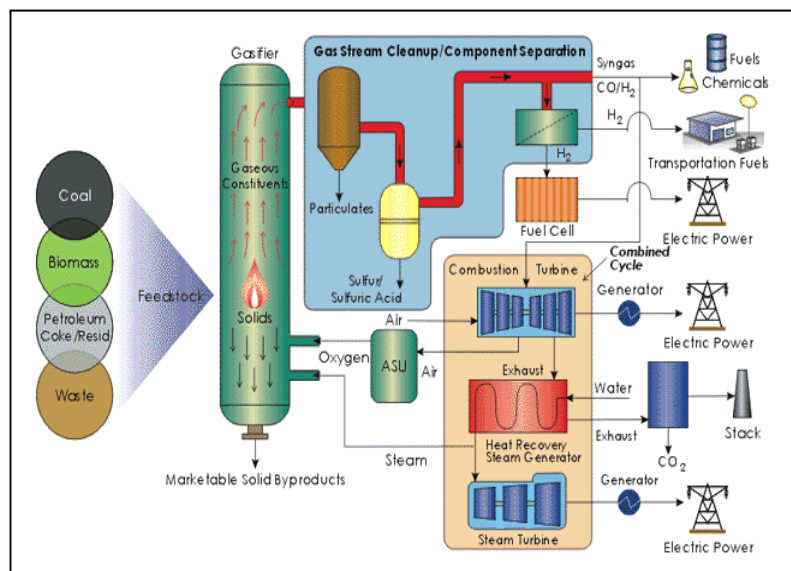 Gasifier
Gas Stream Cleanup/Component Separation
Syngas
CO/H2
Fuels
Chemicals
H2
Transportation Fuels
Gaseous
Constituents
Particulates
H2
Fuel Cell
Electric Power
Coal
Biomass
Petroleum
Coke/Resid
Waste
Feedstock
Solids
Sulfur/
Sulfuric Acid
Combined
Cycle
Combustion
Turbine
Generator
Electric Power
Air
Oxygen
ASU
Air
Exhaust
Water
Heat Recovery
Steam Generator
Exhaust
Stack
CO2
Steam
Marketable Solid Byproducts
Generator
Steam Turbine
Electric Power